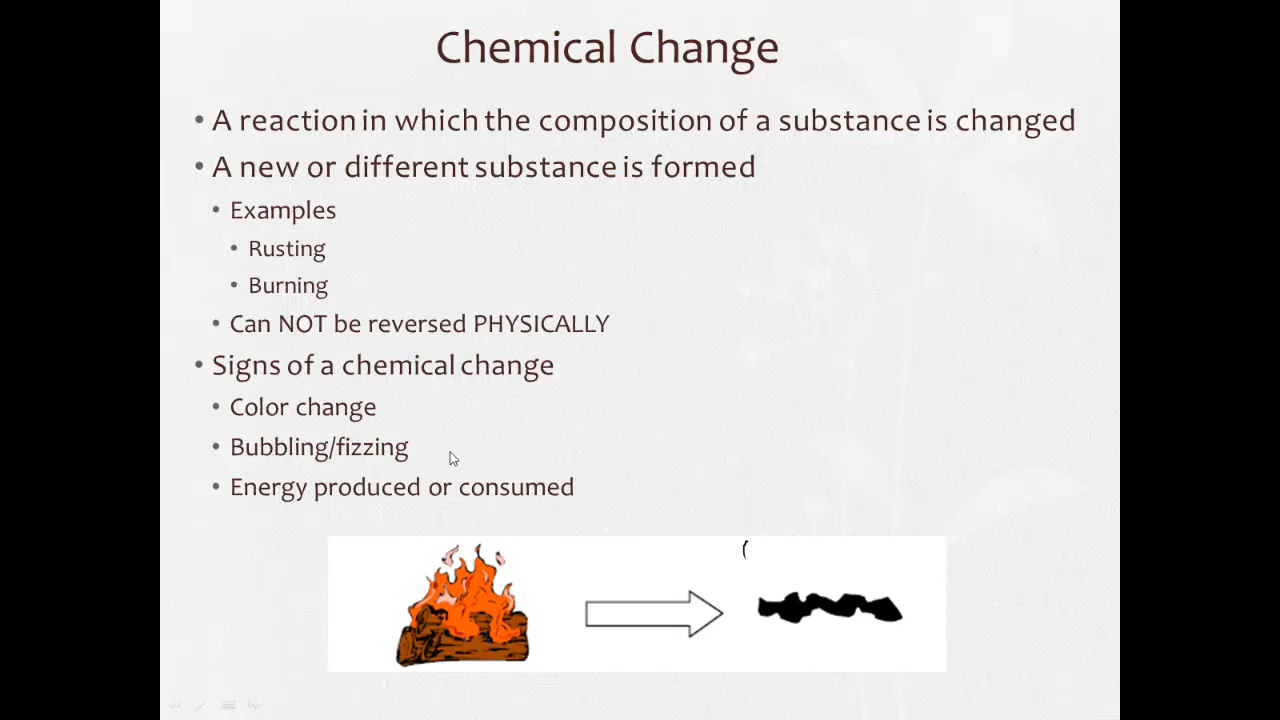 Chemical Change
• A reaction in which the composition of a substance is changed
• A new or different substance is formed
• Examples
• Rusting
• Burning
• Can NOT be reversed PHYSICALLY
• Signs of a chemical change
• Color change
• Bubbling/fizzing
• Energy produced or consumed
(